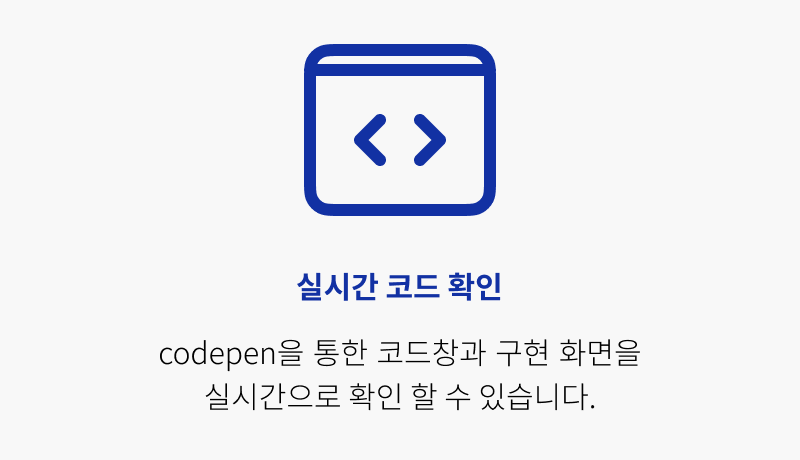 실시간 코드 확인
codepen을 통한 코드창과 구현 화면을
실시간으로 확인 할 수 있습니다.